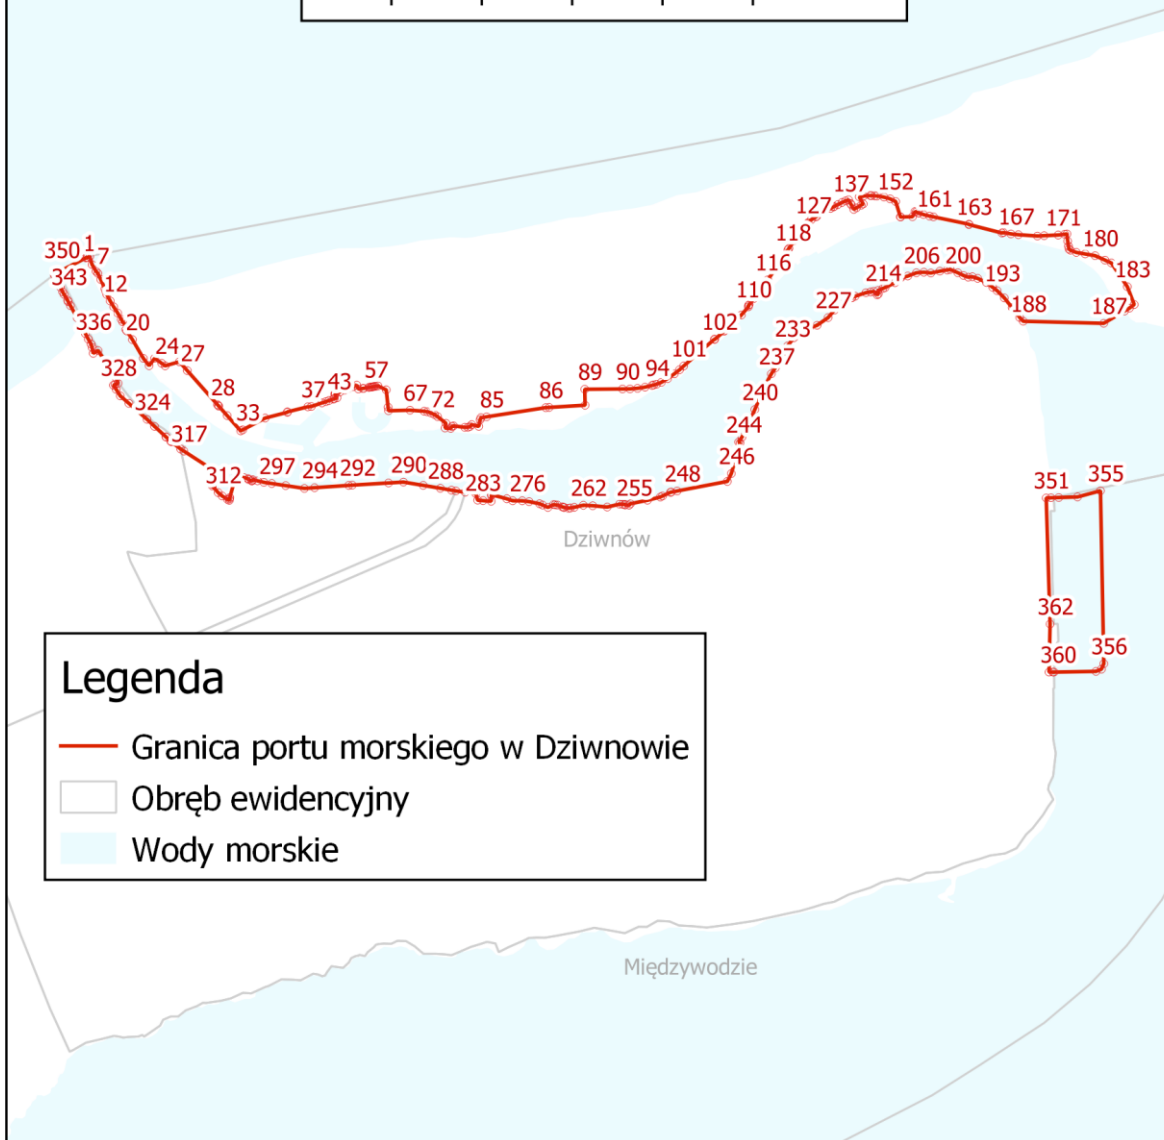 137 152
127 161 163 167 171
118 180
350 1 7
343 116 206 200 183
12 214 193
110 227 188 187
336 20 102 233
24 27 101 237
328 57 89 90 94
324 28 37 43 86 240
33 67 72 85
317 244
312 297 294 292 290 288 283 276 262 255 248 246
351 355
Dziwnów
362
360 356
Legenda
Granica portu morskiego w Dziwnowie
Obręb ewidencyjny
Wody morskie
Międzywodzie